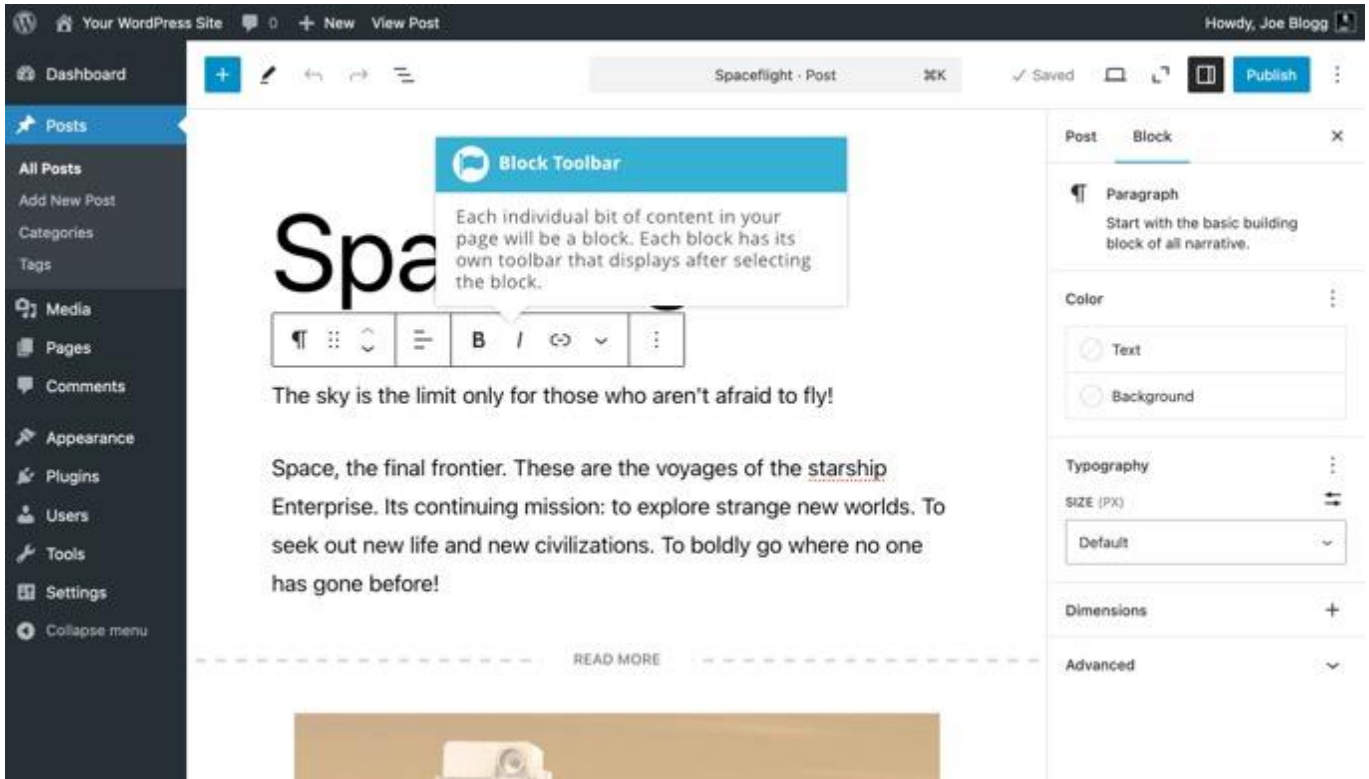 Your WordPress Site 0 + New View Post Howdy, Joe Blogg
Dashboard
Posts
All Posts
Add New Post
Categories
Tags
Media
Pages
Comments
Appearance
Plugins
Users
Tools
Settings
Collapse menu
Spaceflight · Post ⌘K
Saved
Publish
Block Toolbar
Each individual bit of content in your
page will be a block. Each block has its
own toolbar that displays after selecting
the block.
B I
The sky is the limit only for those who aren't afraid to fly!
Space, the final frontier. These are the voyages of the starship
Enterprise. Its continuing mission: to explore strange new worlds. To
seek out new life and new civilizations. To boldly go where no one
has gone before!
READ MORE
Post Block
Paragraph
Start with the basic building
block of all narrative.
Color
Text
Background
Typography
SIZE (PX)
Default
Dimensions
Advanced